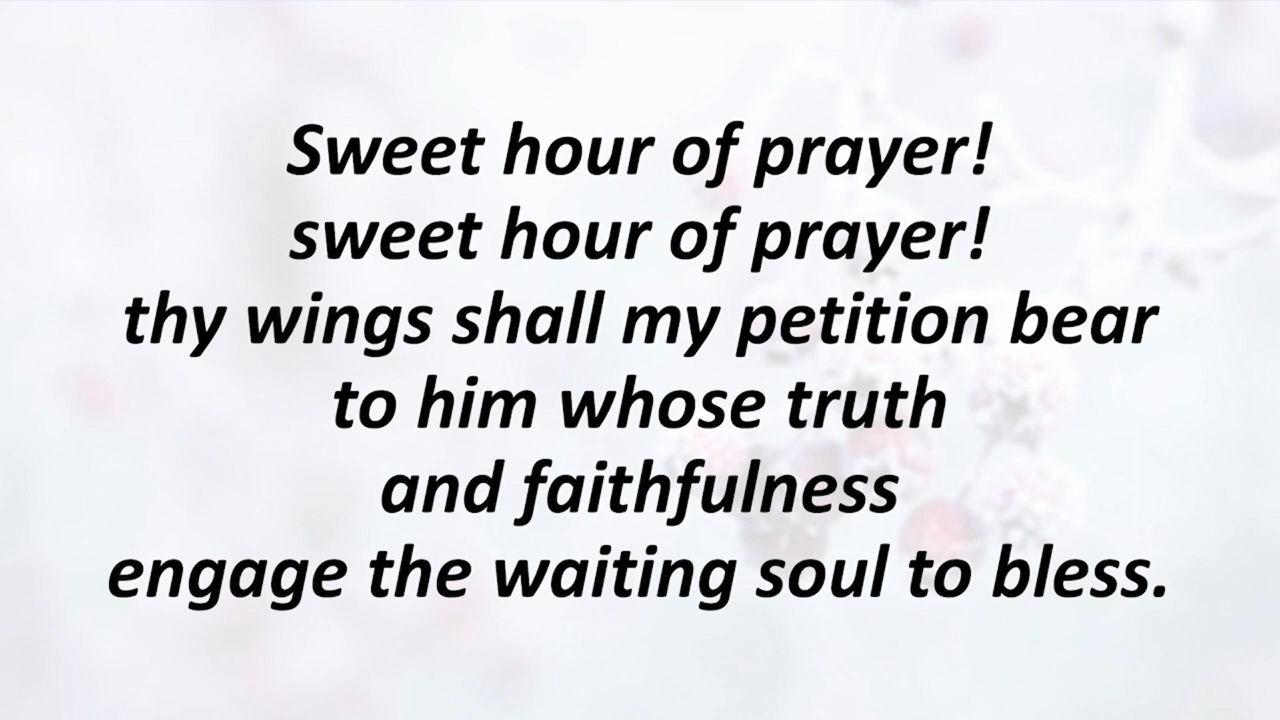 Sweet hour of prayer!
sweet hour of prayer!
thy wings shall my petition bear
to him whose truth
and faithfulness
engage the waiting soul to bless.